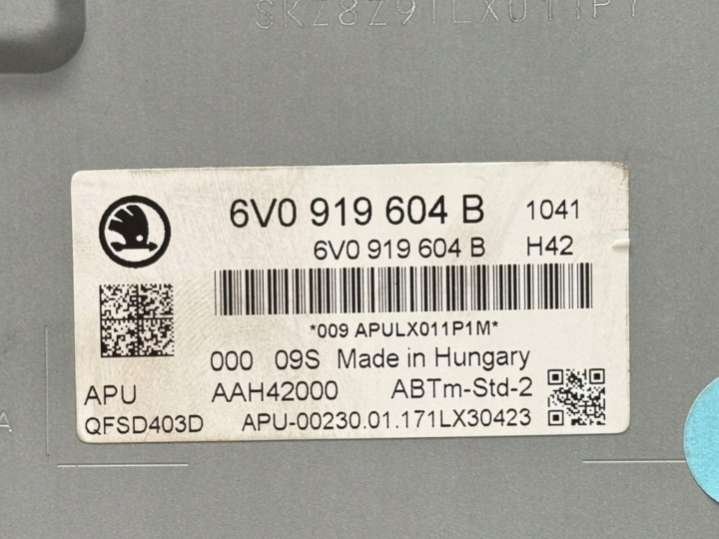 SKZ8Z91LX011P7
6V0 919 604 B 1041
6V0 919 604 B H42
*009 APULX011P1M*
000 09S Made in Hungary
APU AAH42000 ABTm-Std-2
QFSD403D APU-00230.01.171LX30423
A